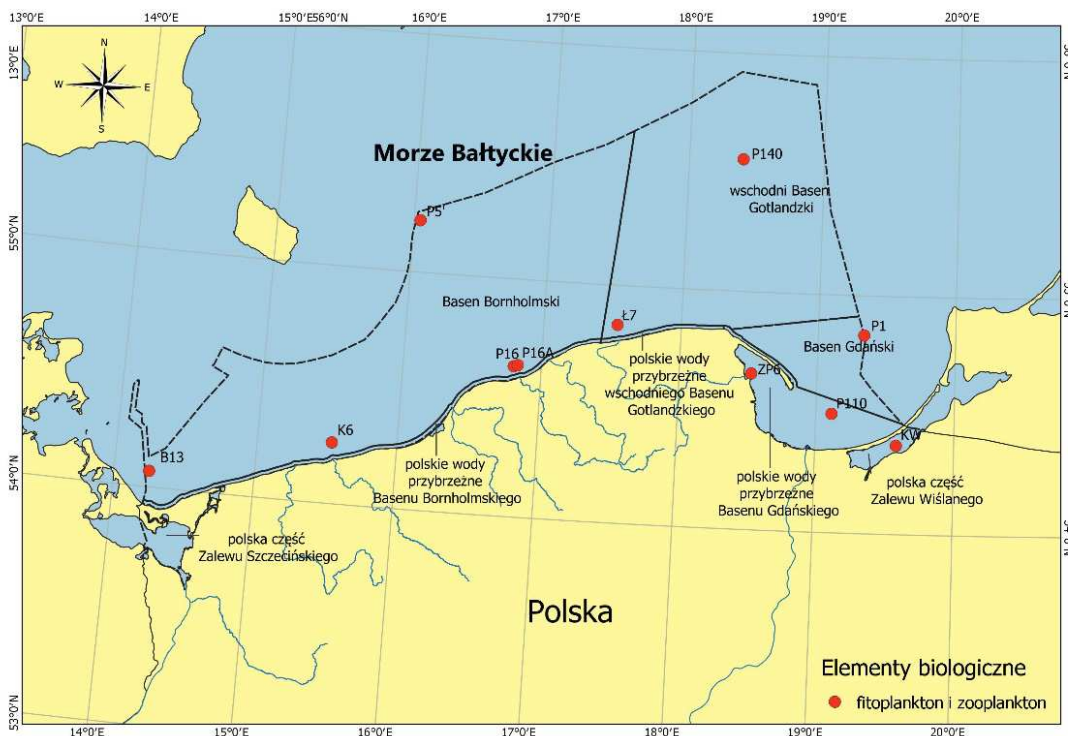 13°0'E
14°0'E
15°0'E
56°0'N
16°0'E
17°0'E
18°0'E
19°0'E
20°0'E
13°0'E
N
W
E
S
Morze Bałtyckie
P140
wschodni Basen
Gotlandzki
P5
55°0'N
Basen Bornholmski
Ł7
P1
Basen Gdański
P16
P16A
polskie wody
przybrzeżne
wschodniego Basenu
Gotlandzkiego
ZP6
P110
K6
KW
B13
54°0'N
polskie wody
przybrzeżne
Basenu Bornholmskiego
polskie wody
przybrzeżne
Basenu Gdańskiego
polska część
Zalewu Wiślanego
polska część
Zalewu Szczecińskiego
Polska
Elementy biologiczne
fitoplankton i zooplankton
53°0'N
14°0'E
15°0'E
16°0'E
17°0'E
18°0'E
19°0'E
20°0'E